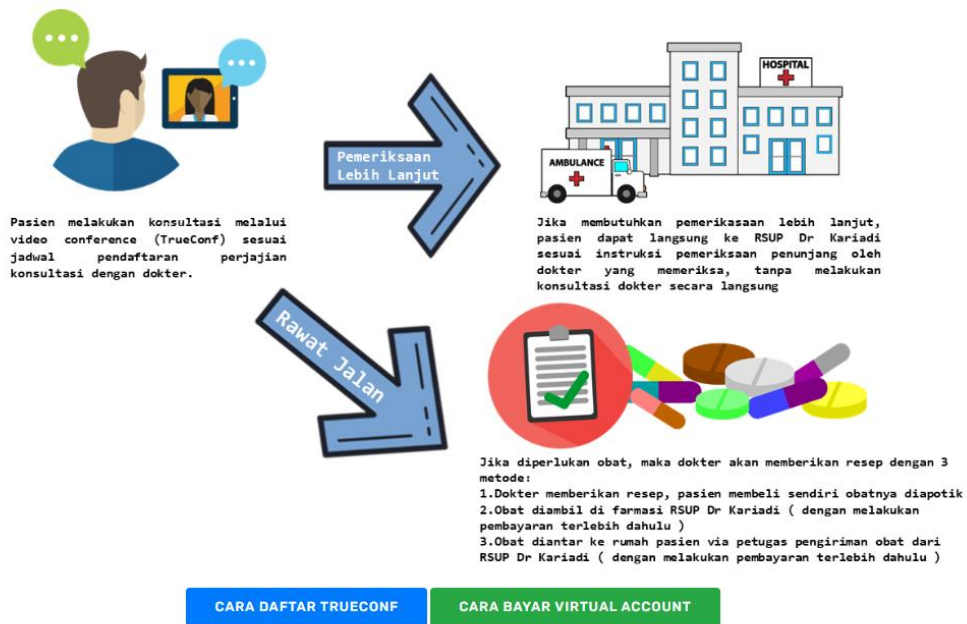 HOSPITAL
AMBULANCE
Pemeriksaan
Lebih Lanjut
Pasien melakukan konsultasi melalui
video conference (TrueConf) sesuai
jadwal pendaftaran perjajian
konsultasi dengan dokter.
Jika membutuhkan pemerikasaan lebih lanjut,
pasien dapat langsung ke RSUP Dr Kariadi
sesuai instruksi pemeriksaan penunjang oleh
dokter yang memeriksa, tanpa melakukan
konsultasi dokter secara langsung
Rawat Jalan
Jika diperlukan obat, maka dokter akan memberikan resep dengan 3
metode:
1.Dokter memberikan resep, pasien membeli sendiri obatnya diapotik
2.Obat diambil di farmasi RSUP Dr Kariadi ( dengan melakukan
pembayaran terlebih dahulu )
3.Obat diantar ke rumah pasien via petugas pengiriman obat dari
RSUP Dr Kariadi ( dengan melakukan pembayaran terlebih dahulu )
CARA DAFTAR TRUECONF
CARA BAYAR VIRTUAL ACCOUNT